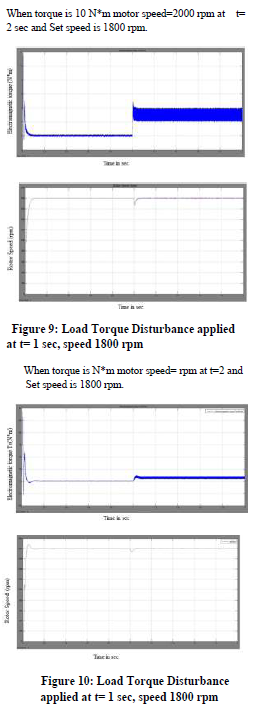 When torque is 10 N*m motor speed=2000 rpm at t=
2 sec and Set speed is 1800 rpm.
Electromagnetic torque (N*m)
Time in sec
Rotor Speed (rpm)
Time in sec
Figure 9: Load Torque Disturbance applied
at t= 1 sec, speed 1800 rpm
When torque is N*m motor speed= rpm at t=2 and
Set speed is 1800 rpm.
Electromagnetic torque Te(N*m)
Time in sec
Rotor Speed (rpm)
Time in sec
Figure 10: Load Torque Disturbance
applied at t= 1 sec, speed 1800 rpm